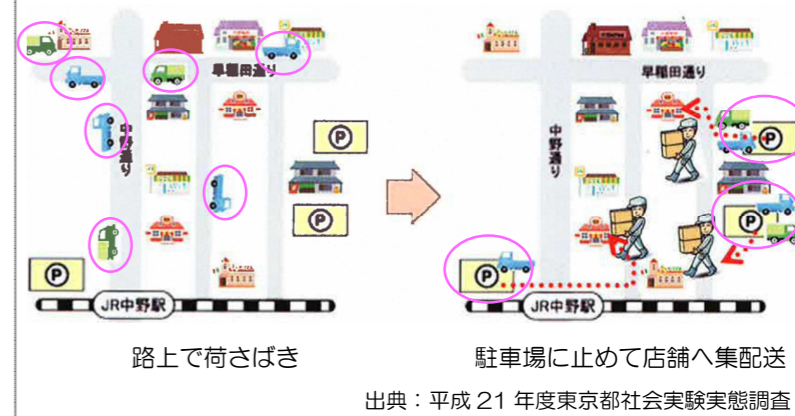 早稲田通り
中野通り
Ⓟ
Ⓟ
Ⓟ
JR中野駅
路上で荷さばき
早稲田通り
中野通り
Ⓟ
Ⓟ
Ⓟ
JR中野駅
駐車場に止めて店舗へ集配送
出典：平成 21 年度東京都社会実験実態調査